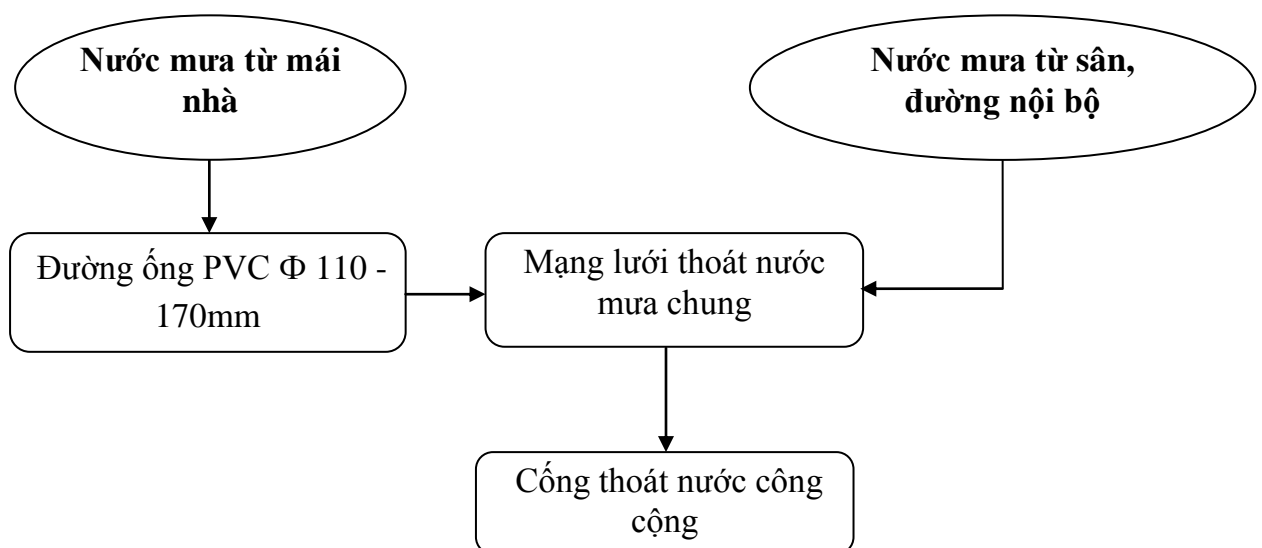 Nước mưa từ mái
nhà
Nước mưa từ sân,
đường nội bộ
Đường ống PVC Φ 110 -
170mm
Mạng lưới thoát nước
mưa chung
Cống thoát nước công
cộng